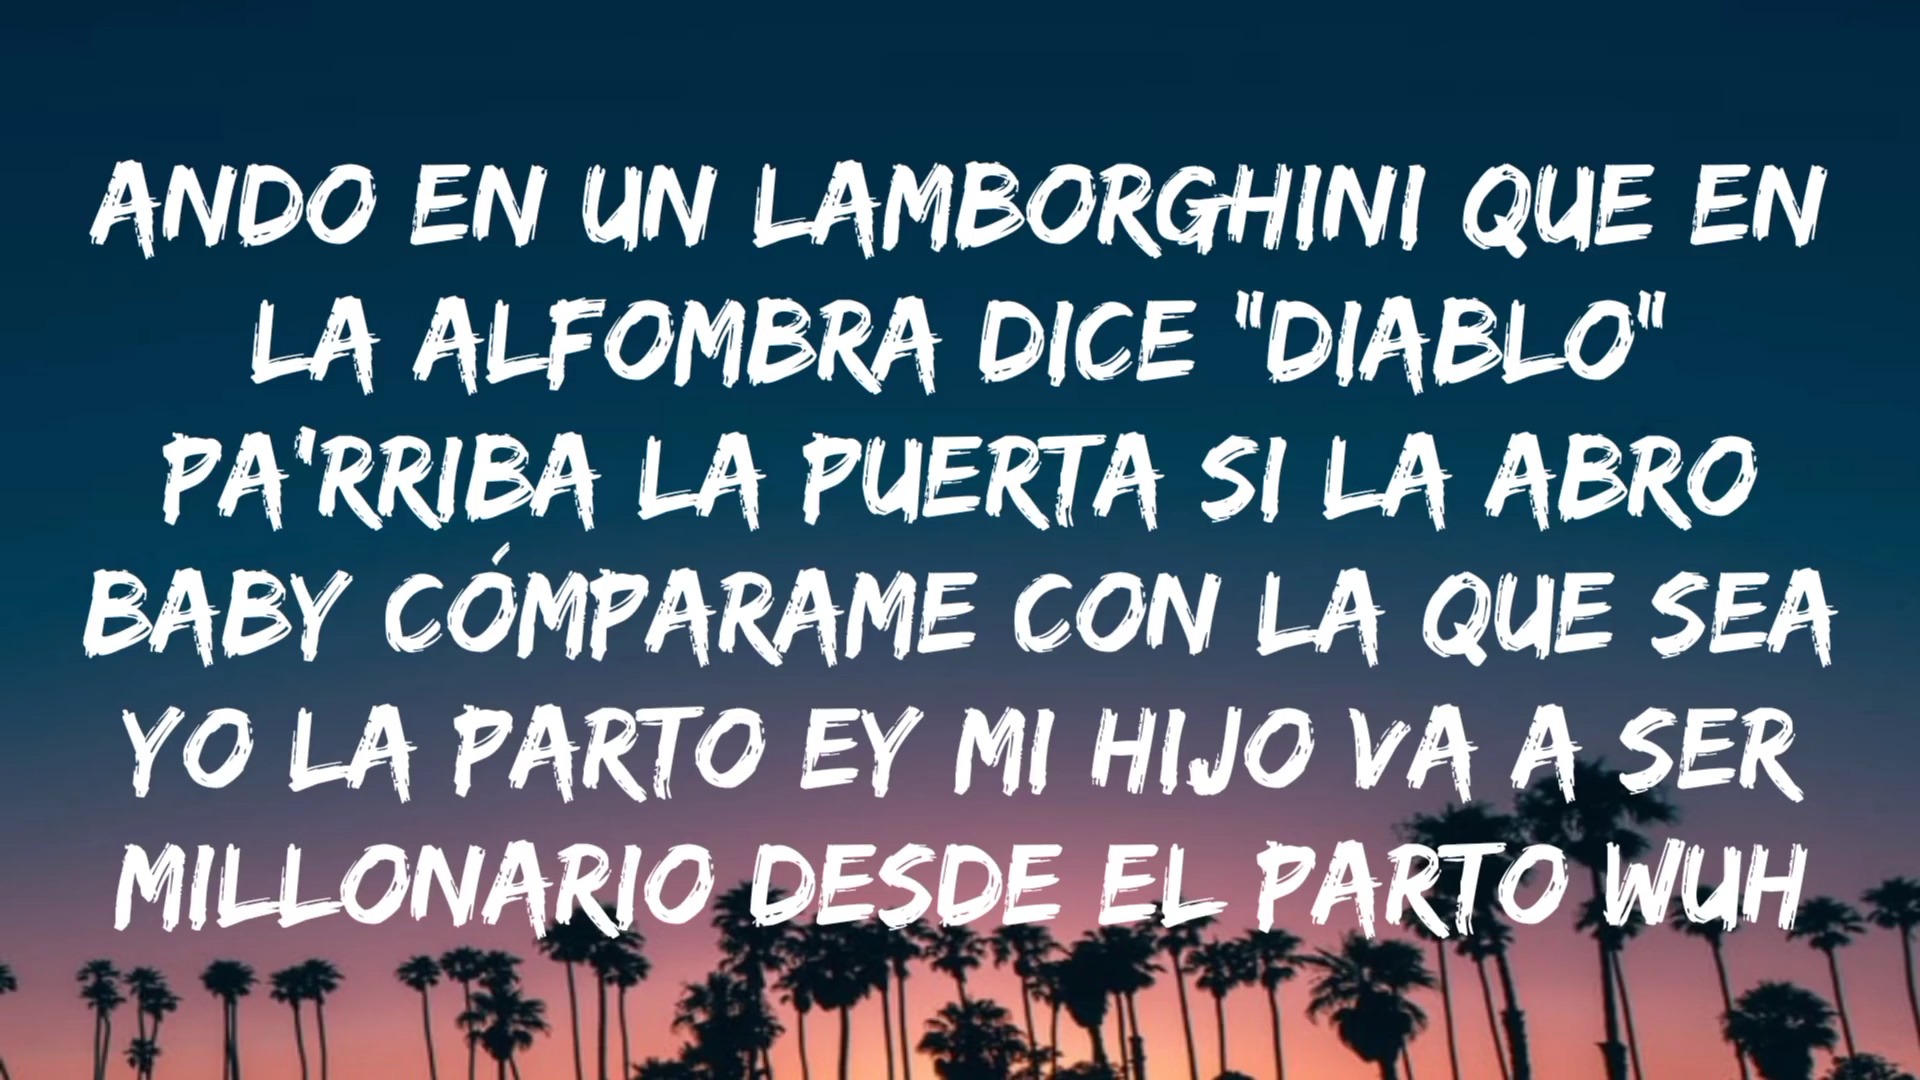 ANDO EN UN LAMBORGHINI QUE EN
LA ALFOMBRA DICE "DIABLO"
PA'RRIBA LA PUERTA SI LA ABRO
BABY CÓMPARAME CON LA QUE SEA
YO LA PARTO EY MI HIJO VA A SER
MILLONARIO DESDE EL PARTO WUH